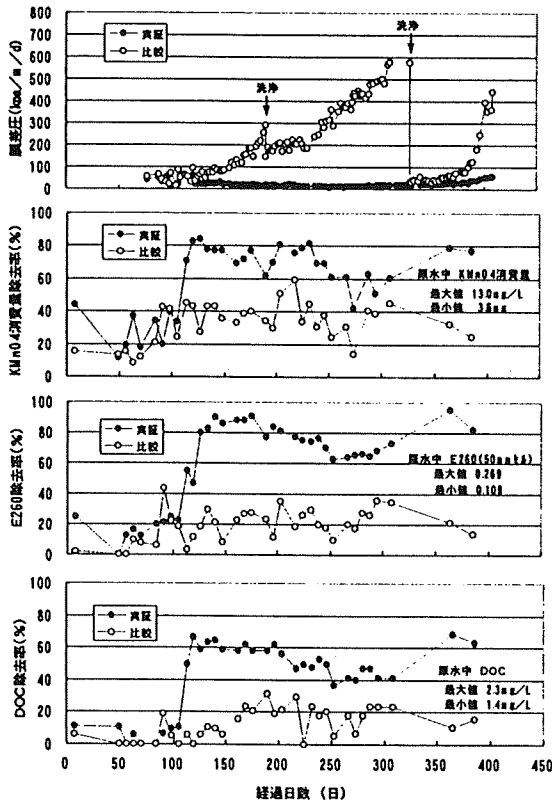 膜差圧(kPa/m/d)
800
700
600
500
400
300
200
100
0
実証
比較
洗浄
洗浄
KMnO4消費量除去率(%)
100
80
60
40
20
0
実証
比較
原水中 KMnO4消費量
最大値 13.0mg/L
最小値 3.6mg
E260除去率(%)
100
80
60
40
20
0
実証
比較
原水中 E260(50mmセル)
最大値 0.269
最小値 0.109
DOC除去率(%)
100
80
60
40
20
0
実証
比較
原水中 DOC
最大値 2.3mg/L
最小値 1.4mg/L
0 50 100 150 200 250 300 350 400 450
経過日数 (日)